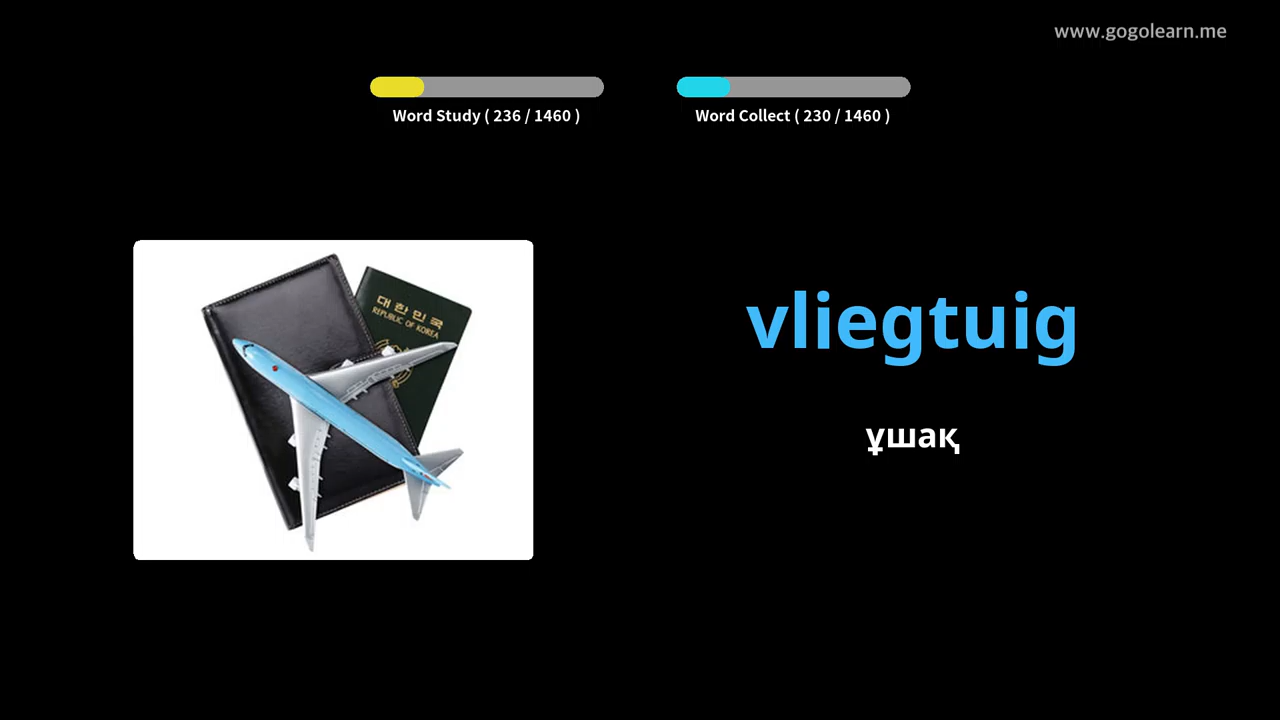 www.gogolearn.me
Word Study ( 236 / 1460 )
Word Collect ( 230 / 1460 )
대한민국
REPUBLIC OF KOREA
vliegtuig
ұшақ